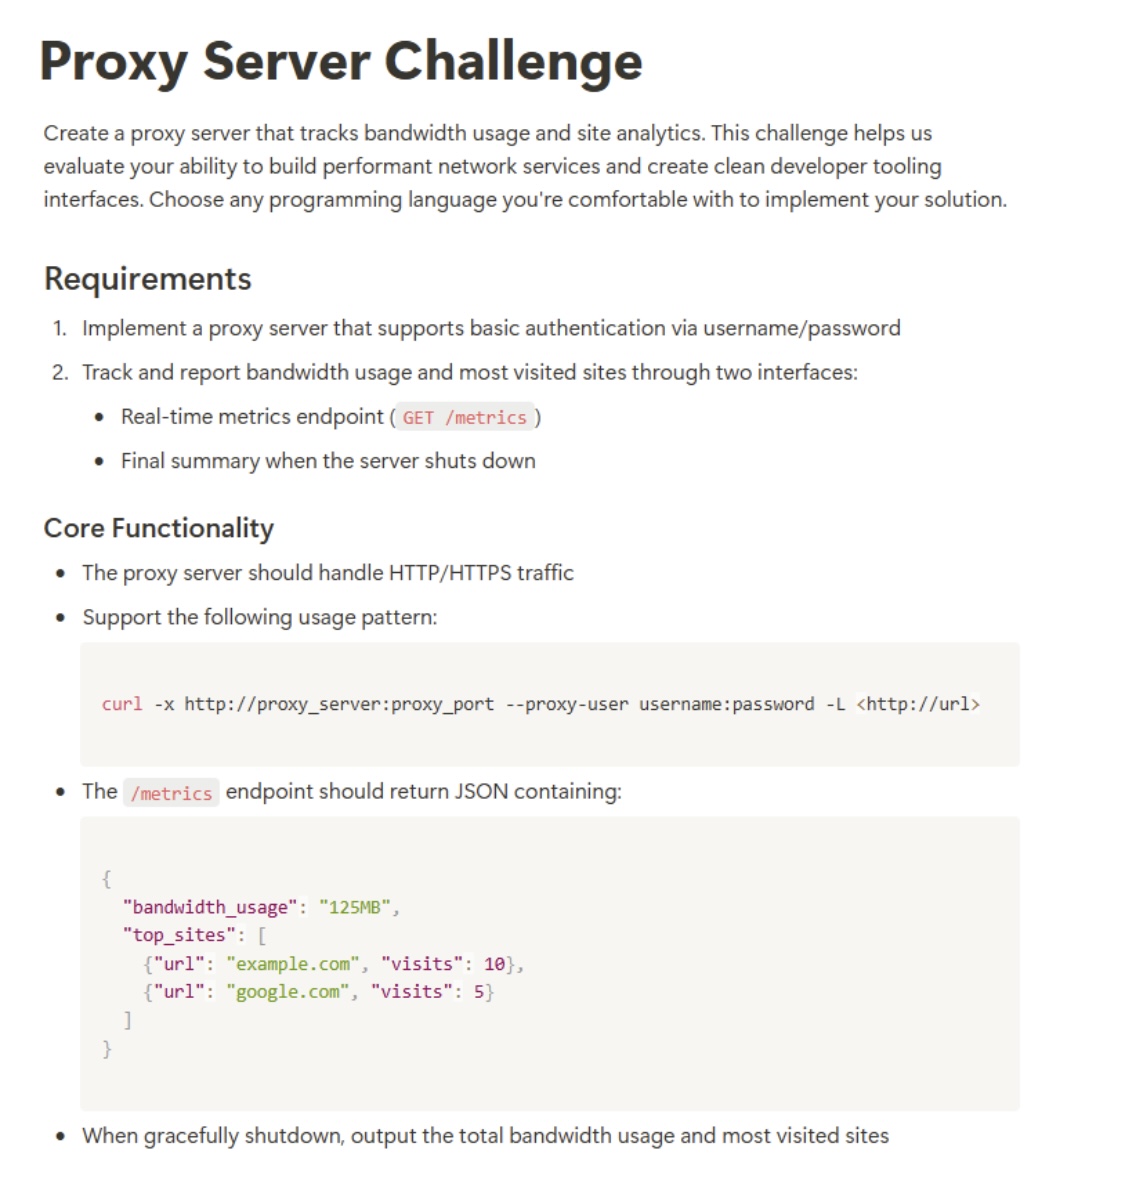 Proxy Server Challenge
Create a proxy server that tracks bandwidth usage and site analytics. This challenge helps us
evaluate your ability to build performant network services and create clean developer tooling
interfaces. Choose any programming language you're comfortable with to implement your solution.
Requirements
1. Implement a proxy server that supports basic authentication via username/password
2. Track and report bandwidth usage and most visited sites through two interfaces:
• Real-time metrics endpoint ( GET /metrics )
• Final summary when the server shuts down
Core Functionality
• The proxy server should handle HTTP/HTTPS traffic
• Support the following usage pattern:
curl -x http://proxy_server:proxy_port --proxy-user username:password -L <http://url>
• The /metrics endpoint should return JSON containing:
{
  "bandwidth_usage": "125MB",
  "top_sites": [
    {"url": "example.com", "visits": 10},
    {"url": "google.com", "visits": 5}
  ]
}
• When gracefully shutdown, output the total bandwidth usage and most visited sites